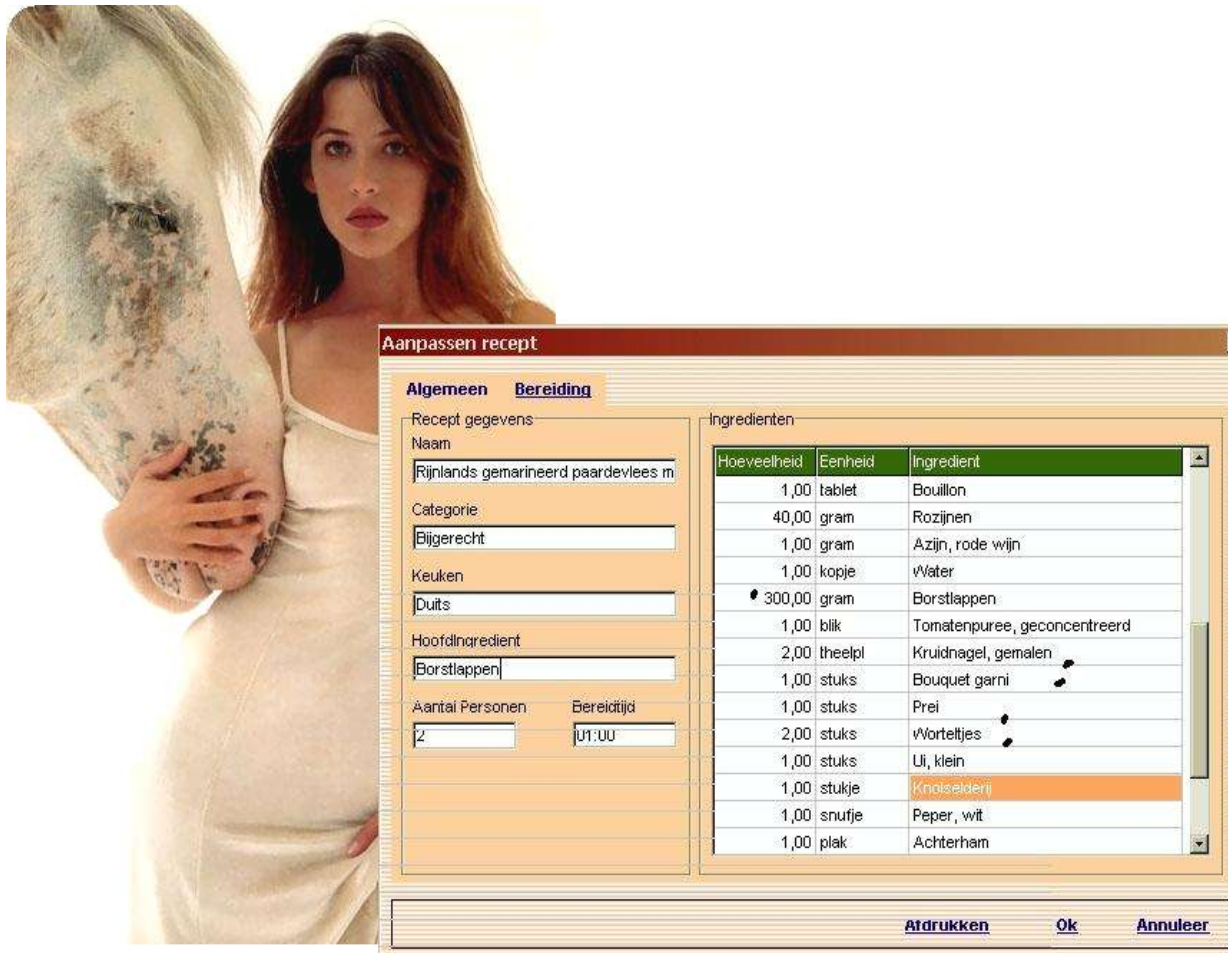 Aanpassen recept
Algemeen Bereiding
Recept gegevens
Naam
Rijnlands gemarineerd paardevlees m
Categorie
Bijgerecht
Keuken
Duits
HoofdIngredient
Borstlappen
Aantal Personen Bereidtijd
2 01:00
Ingredienten
Hoeveelheid Eenheid Ingredient
1,00 tablet Bouillon
40,00 gram Rozijnen
1,00 gram Azijn, rode wijn
1,00 kopje Water
300,00 gram Borstlappen
1,00 blik Tomatenpuree, geconcentreerd
2,00 theelpl Kruidnagel, gemalen
1,00 stuks Bouquet garni
1,00 stuks Prei
2,00 stuks Worteltjes
1,00 stuks Ui, klein
1,00 stukje Knolselderij
1,00 snufje Peper, wit
1,00 plak Achterham
Afdrukken Ok Annuleer